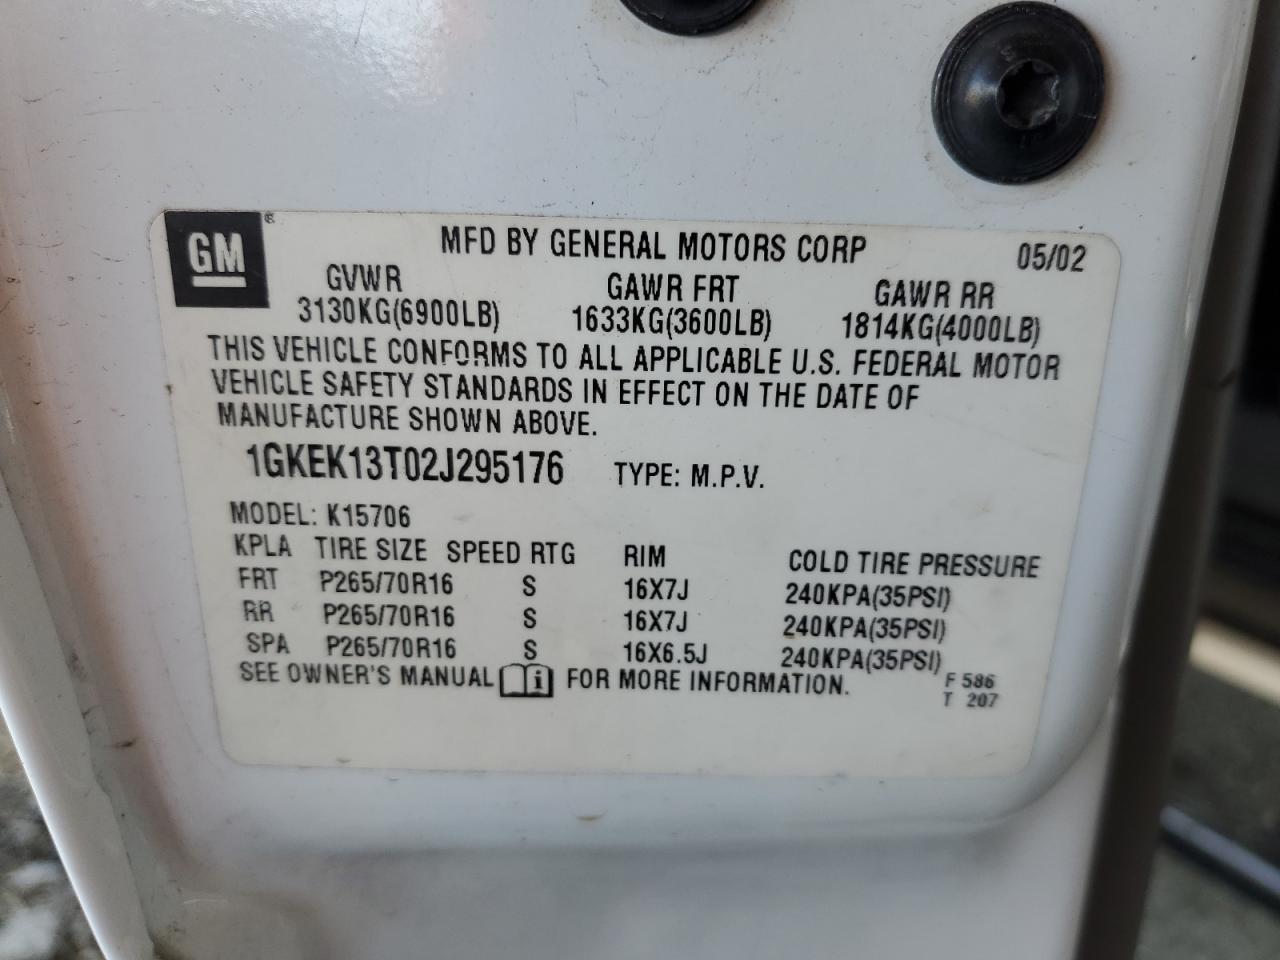 GM®
MFD BY GENERAL MOTORS CORP 05/02
GVWR GAWR FRT GAWR RR
3130KG(6900LB) 1633KG(3600LB) 1814KG(4000LB)
THIS VEHICLE CONFORMS TO ALL APPLICABLE U.S. FEDERAL MOTOR
VEHICLE SAFETY STANDARDS IN EFFECT ON THE DATE OF
MANUFACTURE SHOWN ABOVE.
1GKEK13T02J295176 TYPE: M.P.V.
MODEL: K15706
KPLA TIRE SIZE SPEED RTG RIM COLD TIRE PRESSURE
FRT P265/70R16 S 16X7J 240KPA(35PSI)
RR P265/70R16 S 16X7J 240KPA(35PSI)
SPA P265/70R16 S 16X6.5J 240KPA(35PSI)
SEE OWNER'S MANUAL i FOR MORE INFORMATION. F 586
T 207